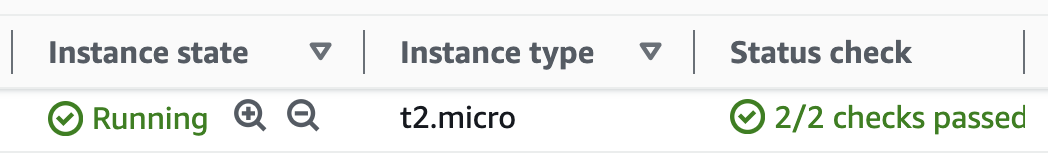 Instance state Instance type Status check
Running t2.micro 2/2 checks passed